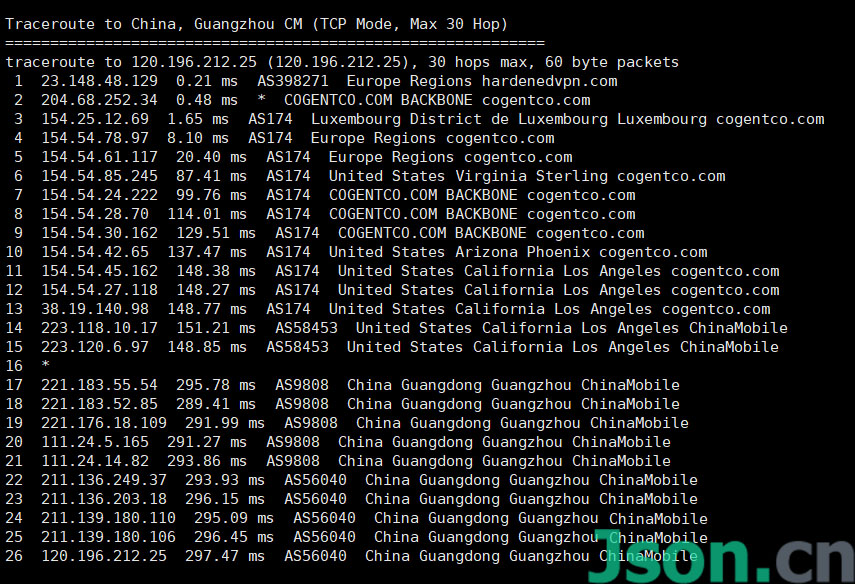 Traceroute to China, Guangzhou CM (TCP Mode, Max 30 Hop)
============================================================
traceroute to 120.196.212.25 (120.196.212.25), 30 hops max, 60 byte packets
1 23.148.48.129 0.21 ms AS398271 Europe Regions hardenedvpn.com
2 204.68.252.34 0.48 ms * COGENTCO.COM BACKBONE cogentco.com
3 154.25.12.69 1.65 ms AS174 Luxembourg District de Luxembourg Luxembourg cogentco.com
4 154.54.78.97 8.10 ms AS174 Europe Regions cogentco.com
5 154.54.61.117 20.40 ms AS174 Europe Regions cogentco.com
6 154.54.85.245 87.41 ms AS174 United States Virginia Sterling cogentco.com
7 154.54.24.222 99.76 ms AS174 COGENTCO.COM BACKBONE cogentco.com
8 154.54.28.70 114.01 ms AS174 COGENTCO.COM BACKBONE cogentco.com
9 154.54.30.162 129.51 ms AS174 COGENTCO.COM BACKBONE cogentco.com
10 154.54.42.65 137.47 ms AS174 United States Arizona Phoenix cogentco.com
11 154.54.45.162 148.38 ms AS174 United States California Los Angeles cogentco.com
12 154.54.27.118 148.27 ms AS174 United States California Los Angeles cogentco.com
13 38.19.140.98 148.77 ms AS174 United States California Los Angeles cogentco.com
14 223.118.10.17 151.21 ms AS58453 United States California Los Angeles ChinaMobile
15 223.120.6.97 148.85 ms AS58453 United States California Los Angeles ChinaMobile
16 *
17 221.183.55.54 295.78 ms AS9808 China Guangdong Guangzhou ChinaMobile
18 221.183.52.85 289.41 ms AS9808 China Guangdong Guangzhou ChinaMobile
19 221.176.18.109 291.99 ms AS9808 China Guangdong Guangzhou ChinaMobile
20 111.24.5.165 291.27 ms AS9808 China Guangdong Guangzhou ChinaMobile
21 111.24.14.82 293.86 ms AS9808 China Guangdong Guangzhou ChinaMobile
22 211.136.249.37 293.93 ms AS56040 China Guangdong Guangzhou ChinaMobile
23 211.136.203.18 296.15 ms AS56040 China Guangdong Guangzhou ChinaMobile
24 211.139.180.110 295.09 ms AS56040 China Guangdong Guangzhou ChinaMobile
25 211.139.180.106 296.45 ms AS56040 China Guangdong Guangzhou ChinaMobile
26 120.196.212.25 297.47 ms AS56040 China Guangdong Guangzhou ChinaMobile
Json.cn